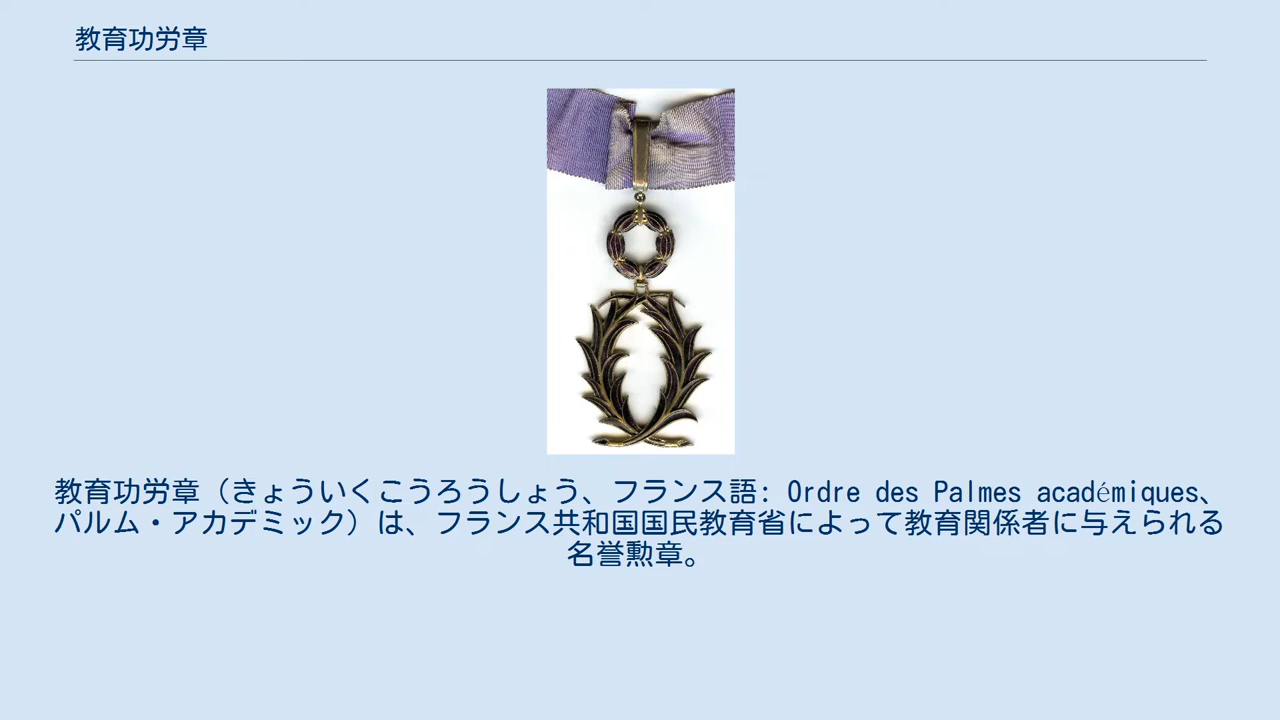 教育功労章
教育功労章（きょういくこうろうしょう、フランス語: Ordre des Palmes académiques、
パルム・アカデミック）は、フランス共和国国民教育省によって教育関係者に与えられる
名誉勲章。